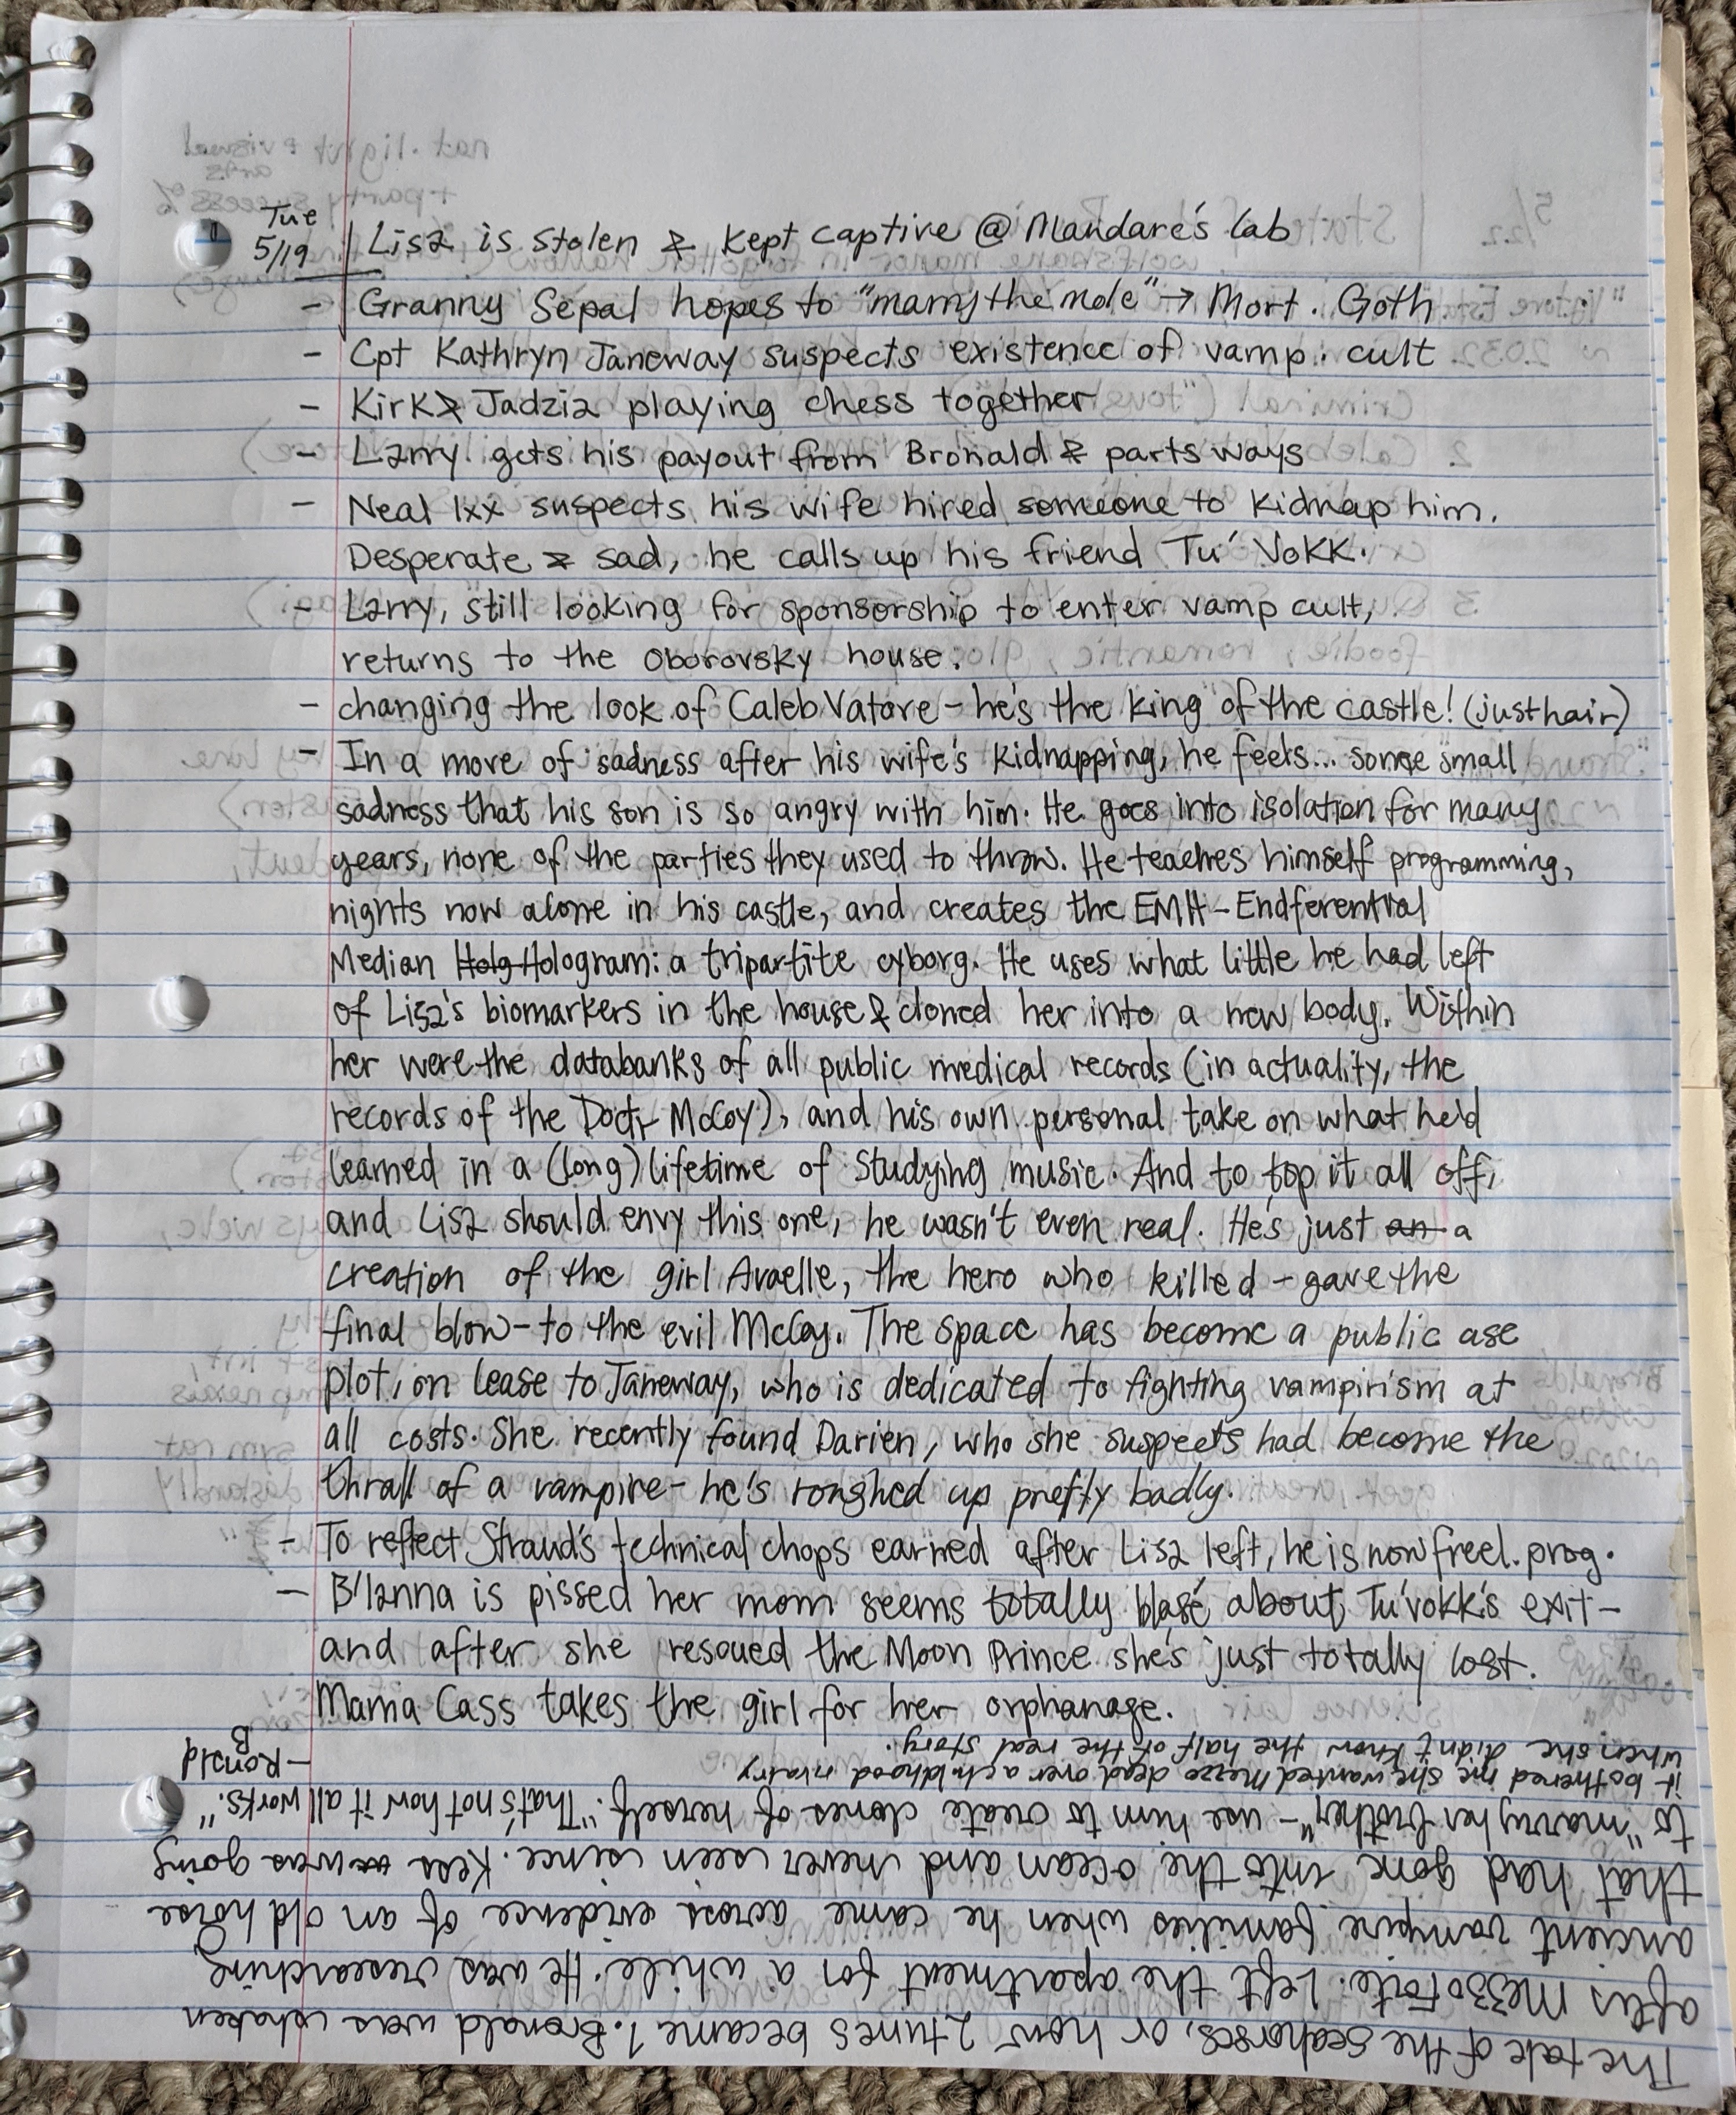 Tue
5/19
Lisa is stolen & kept captive @ Mandare's lab
- Granny Sepal hopes to "marry the mole" → Mort. Goth
- Cpt Kathryn Janeway suspects existence of vamp. cult
- Kirk & Jadzia playing chess together
- Larry gets his payout from Bronald & parts ways
- Neal Ixx suspects his wife hired someone to kidnap him.
Desperate & sad, he calls up his friend Tu'Vokk.
- Larry, still looking for sponsorship to enter vamp cult,
returns to the Oborovsky house.
- changing the look of Caleb Vatore - he's the king of the castle! (just hair)
- In a move of sadness after his wife's kidnapping, he feels... some small
sadness that his son is so angry with him. He goes into isolation for many
years, none of the parties they used to throw. He teaches himself programming,
nights now alone in his castle, and creates the EMH - Endferential
Median Holg Hologram: a tripartite cyborg. He uses what little he had left
of Lisa's biomarkers in the house & cloned her into a new body. Within
her were the databanks of all public medical records (in actuality, the
records of the Doctr McCoy), and his own personal take on what he'd
learned in a (long) lifetime of studying music. And to top it all off,
and Lisa should envy this one, he wasn't even real. He's just an a
creation of the girl Avaelle, the hero who killed - gave the
final blow - to the evil McCoy. The space has become a public use
plot, on lease to Janeway, who is dedicated to fighting vampirism at
all costs. She recently found Darien, who she suspects had become the
thrall of a vampire - he's roughed up pretty badly.
- To reflect Straud's technical chops earned after Lisa left, he is now freel. prog.
- B'lanna is pissed her mom seems totally blasé about Tu'vokk's exit -
and after she rescued the Moon Prince she's just totally lost.
Mama Cass takes the girl for her orphanage.
The tale of the Seahorses, or how 2 tunes became 1. Bronald was shaken
after Mezzo Forte. Left the apartment for a while. He was researching
ancient vampire families when he came across evidence of an old horse
that had gone into the ocean and never seen since. Kess was going
to "marry her brother" - use him to create clones of herself. "That's not how it all works."
it bothered me she wanted Mezzo dead over a childhood rivalry
when she didn't know the half of the real story.
- Ronald
B